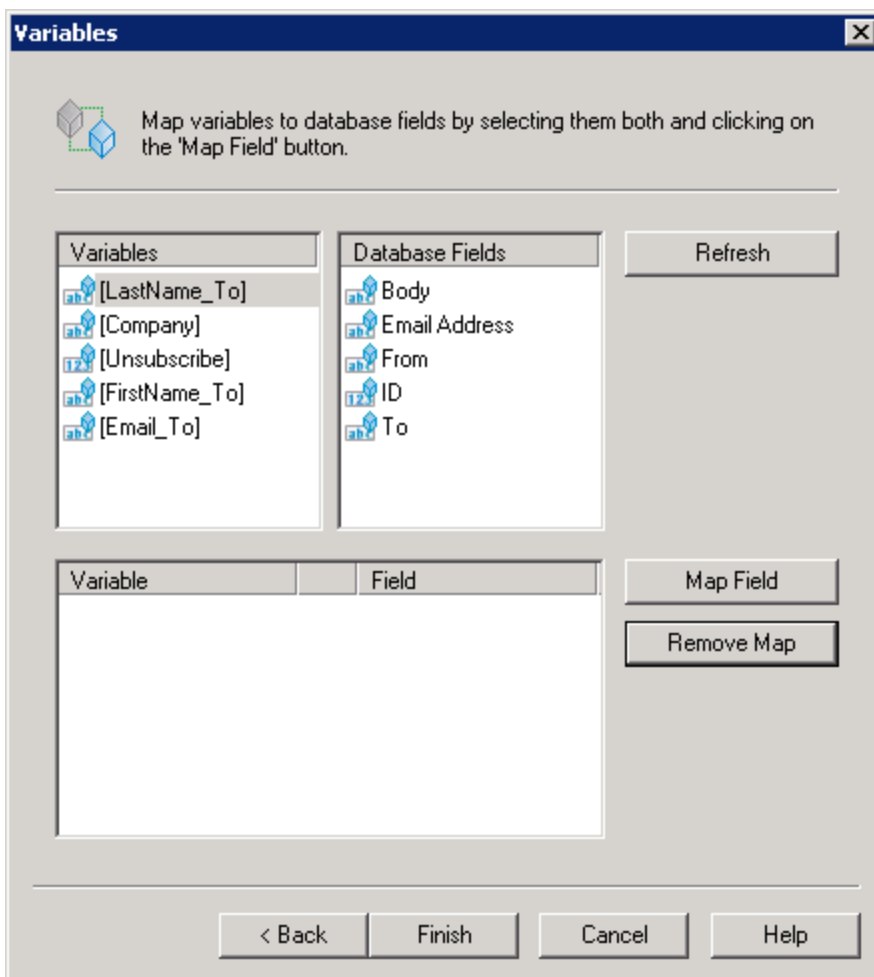 Variables
Map variables to database fields by selecting them both and clicking on
the 'Map Field' button.
Variables
Database Fields
Refresh
[LastName_To]
[Company]
[Unsubscribe]
[FirstName_To]
[Email_To]
Body
Email Address
From
ID
To
Variable
Field
Map Field
Remove Map
< Back
Finish
Cancel
Help